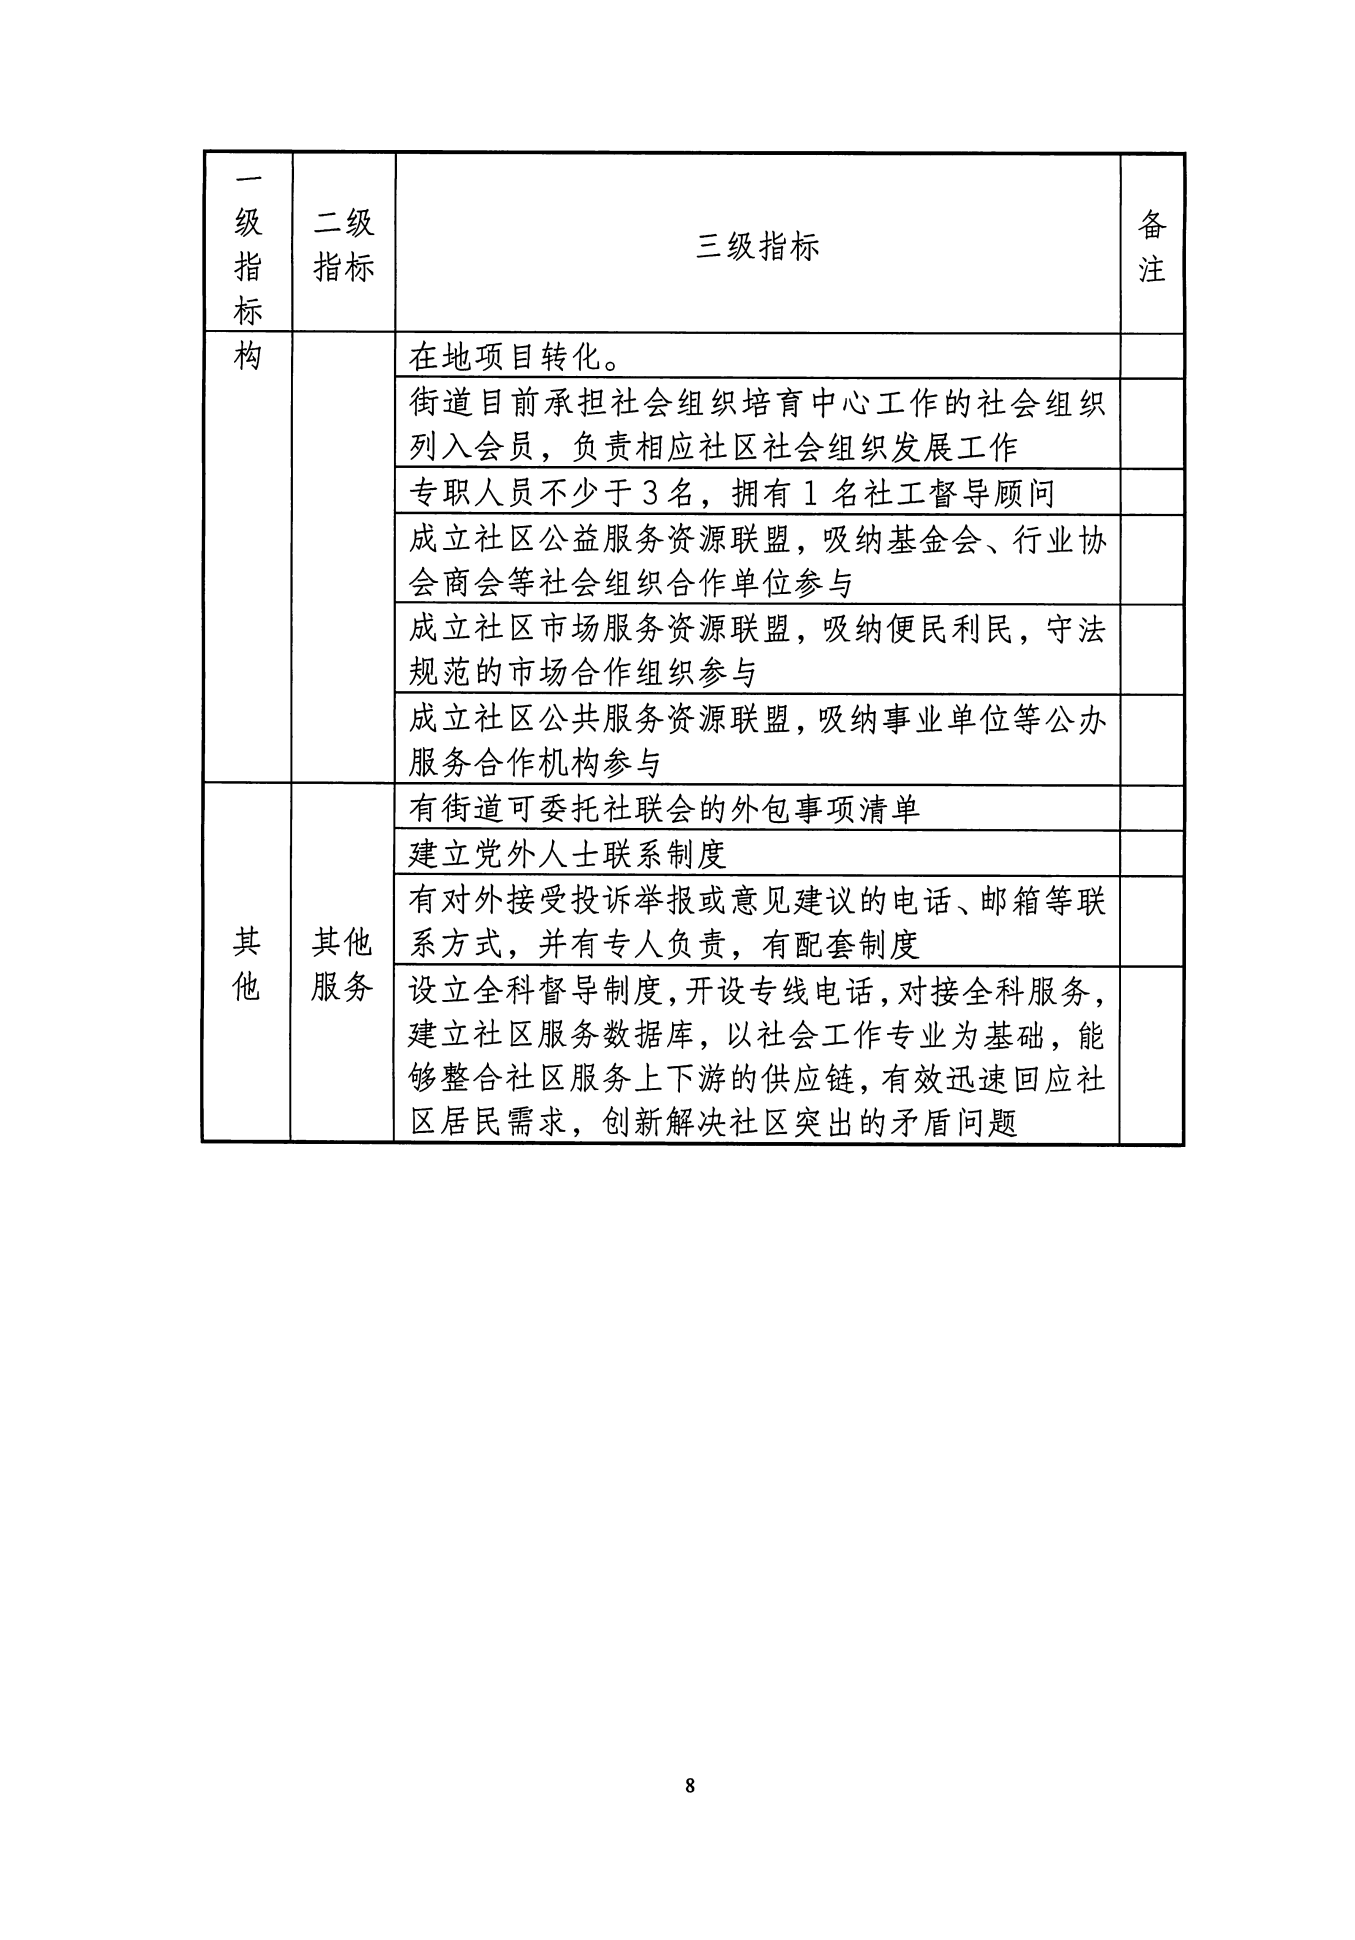 一
级
指
标
二级
指标
三级指标
备
注
构
在地项目转化。
街道目前承担社会组织培育中心工作的社会组织
列入会员，负责相应社区社会组织发展工作
专职人员不少于3名，拥有1名社工督导顾问
成立社区公益服务资源联盟，吸纳基金会、行业协
会商会等社会组织合作单位参与
成立社区市场服务资源联盟，吸纳便民利民，守法
规范的市场合作组织参与
成立社区公共服务资源联盟，吸纳事业单位等公办
服务合作机构参与
其
他
其他
服务
有街道可委托社联会的外包事项清单
建立党外人士联系制度
有对外接受投诉举报或意见建议的电话、邮箱等联
系方式，并有专人负责，有配套制度
设立全科督导制度，开设专线电话，对接全科服务，
建立社区服务数据库，以社会工作专业为基础，能
够整合社区服务上下游的供应链，有效迅速回应社
区居民需求，创新解决社区突出的矛盾问题
8